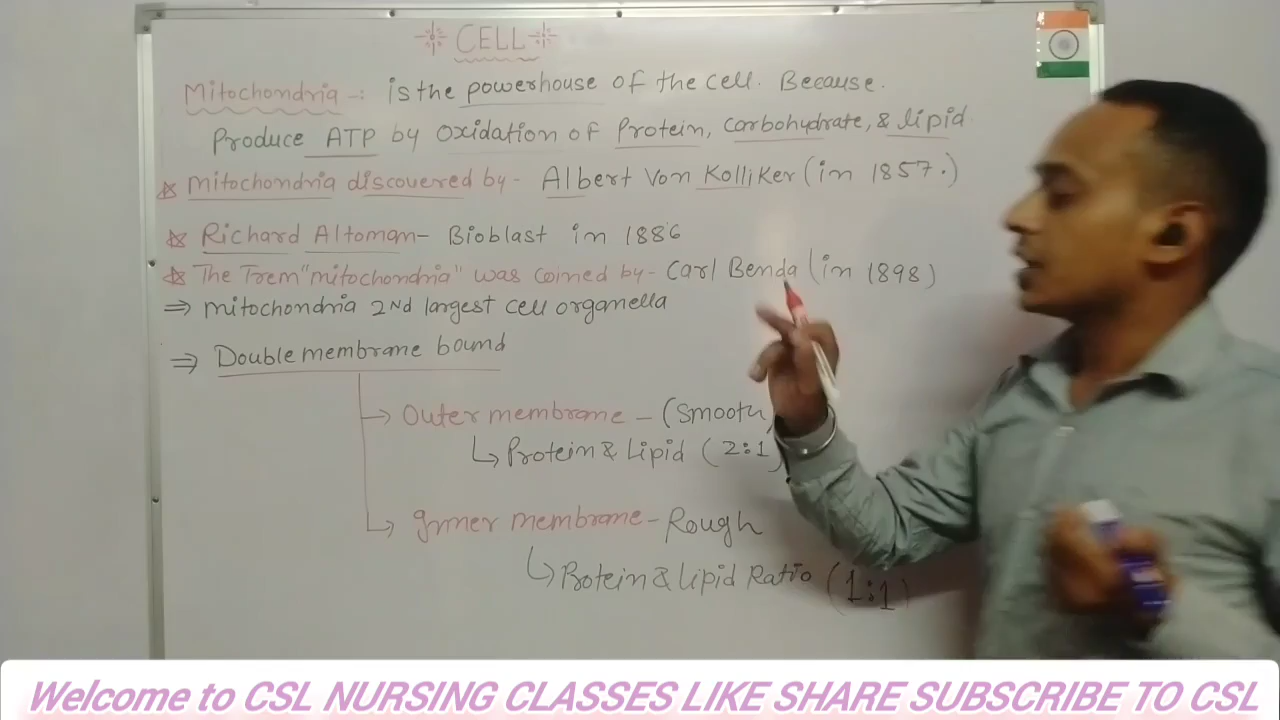 CELL
Mitochondria -: is the powerhouse of the cell. Because.
Produce ATP by Oxidation of Protein, Carbohydrate, & lipid.
☆ Mitochondria discovered by - Albert Von Kolliker (in 1857.)
☆ Richard Altoman - Bioblast in 1886
☆ The Trem "mitochondria" was coined by - Carl Benda (in 1898)
⇒ mitochondria 2nd largest cell organella
⇒ Double membrane bound
→ Outer membrane - (Smooth)
↳ Protein & Lipid (2:1)
→ Inner membrane - Rough
↳ Protein & Lipid Ratio (1:1)
Welcome to CSL NURSING CLASSES LIKE SHARE SUBSCRIBE TO CSL